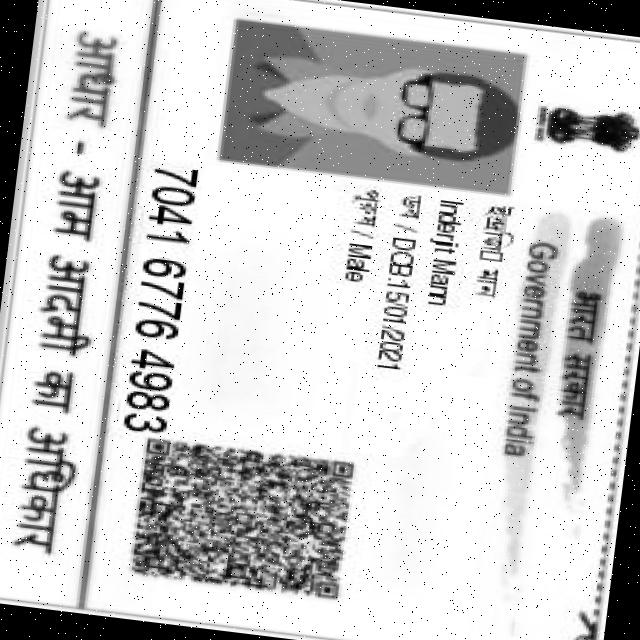 भारत सरकार
Government of India
इंद्रजीत मान
Inderjit Mann
जन्म / DOB: 15/01/2021
पुरुष / Male
7041 6776 4983
आधार - आम आदमी का अधिकार